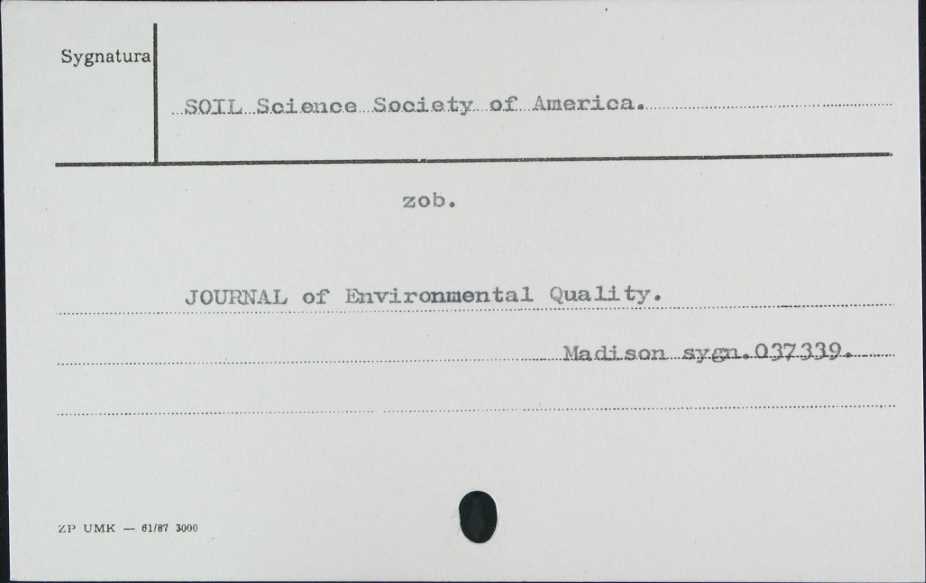 Sygnatura
SOIL Science Society of America.
zob.
JOURNAL of Environmental Quality.
Madison sygn.037339.
ZP UMK — 61/87 3000